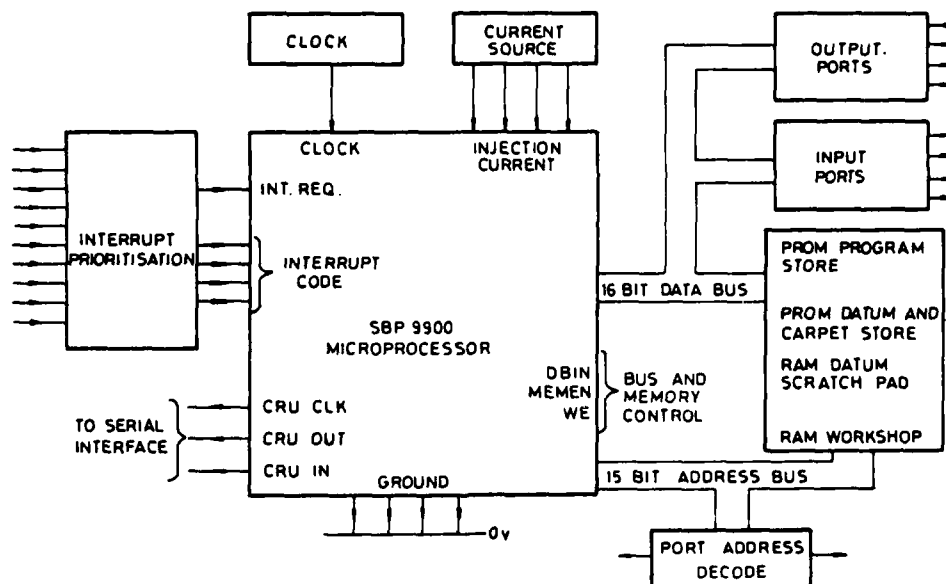 CLOCK
CURRENT
SOURCE
OUTPUT.
PORTS
INPUT
PORTS
CLOCK
INJECTION
CURRENT
INT. REQ.
INTERRUPT
PRIORITISATION
INTERRUPT
CODE
SBP 9900
MICROPROCESSOR
16 BIT DATA BUS
PROM PROGRAM
STORE
PROM DATUM AND
CARPET STORE
RAM DATUM
SCRATCH PAD
RAM WORKSHOP
DBIN
MEMEN
WE
BUS AND
MEMORY
CONTROL
TO SERIAL
INTERFACE
CRU CLK
CRU OUT
CRU IN
GROUND
0v
15 BIT ADDRESS BUS
PORT ADDRESS
DECODE